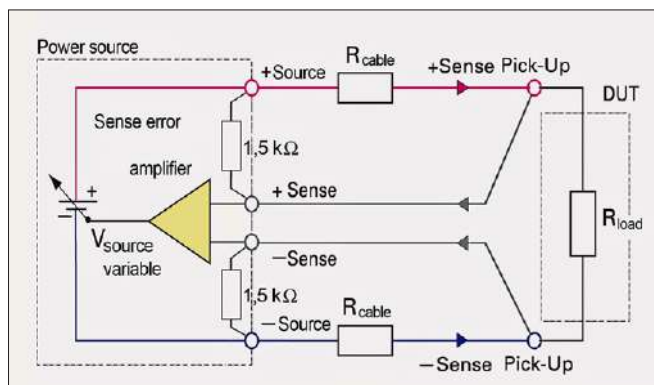 Power source
+Source
Rcable
+Sense Pick-Up
DUT
Sense error
1,5 kΩ
amplifier
+ Sense
+
−
Vsource
variable
Rload
−Sense
1,5 kΩ
−Source
Rcable
−Sense Pick-Up